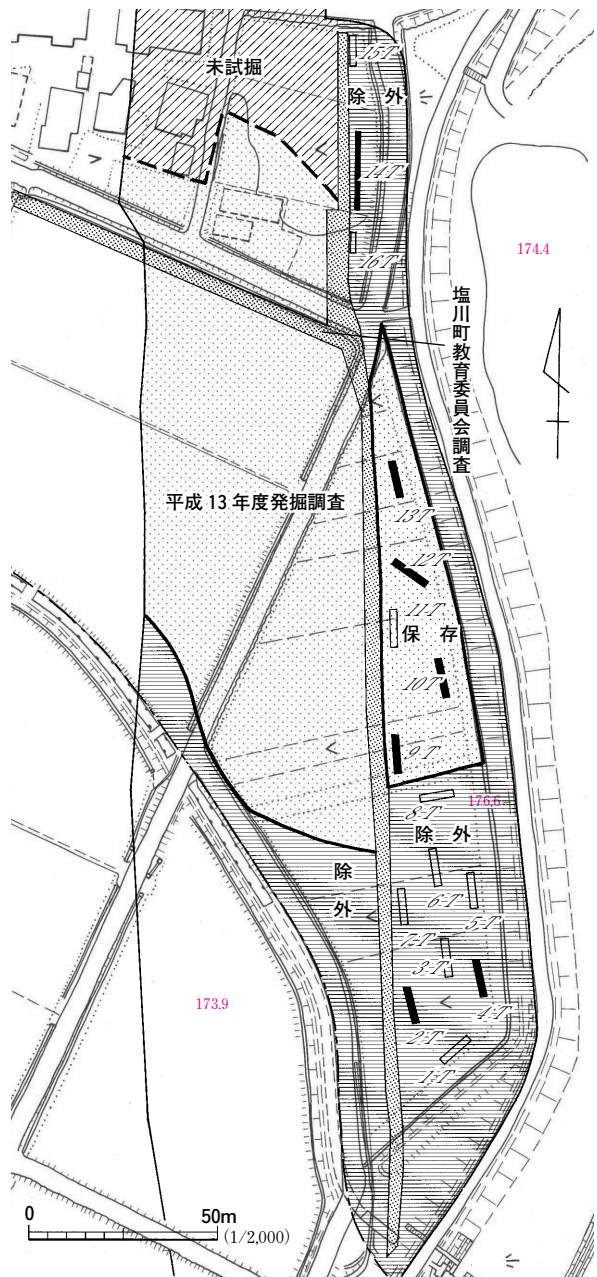 未試掘
15T
除外
14T
16T
174.4
塩川町教育委員会調査
平成13年度発掘調査
13T
12T
11T
保存
10T
9T
176.6
8T
除外
除外
6T
5T
7T
3T
4T
173.9
2T
1T
0 50m
(1/2,000)